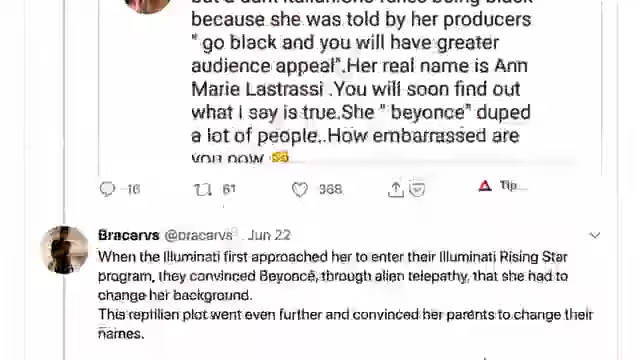 because she was told by her producers
" go black and you will have greater
audience appeal".Her real name is Ann
Marie Lastrassi .You will soon find out
what I say is true.She " beyonce" duped
a lot of people..How embarrassed are
you now
16 61 368 Tip
Bracarvs @bracarvs · Jun 22
When the Illuminati first approached her to enter their Illuminati Rising Star
program, they convinced Beyoncé, through alien telepathy, that she had to
change her background.
This reptilian plot went even further and convinced her parents to change their
names.